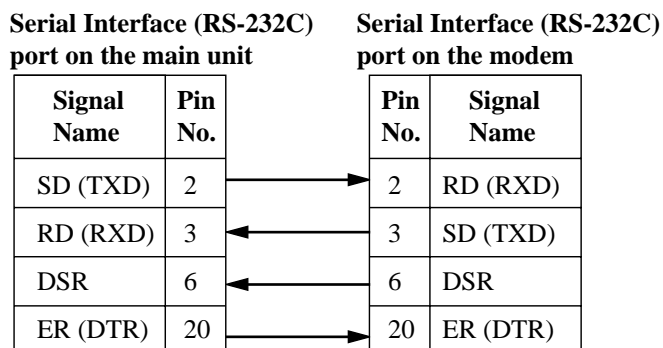 Serial Interface (RS-232C) Serial Interface (RS-232C)
port on the main unit port on the modem
Signal Name Pin No. Pin No. Signal Name
SD (TXD) 2 2 RD (RXD)
RD (RXD) 3 3 SD (TXD)
DSR 6 6 DSR
ER (DTR) 20 20 ER (DTR)